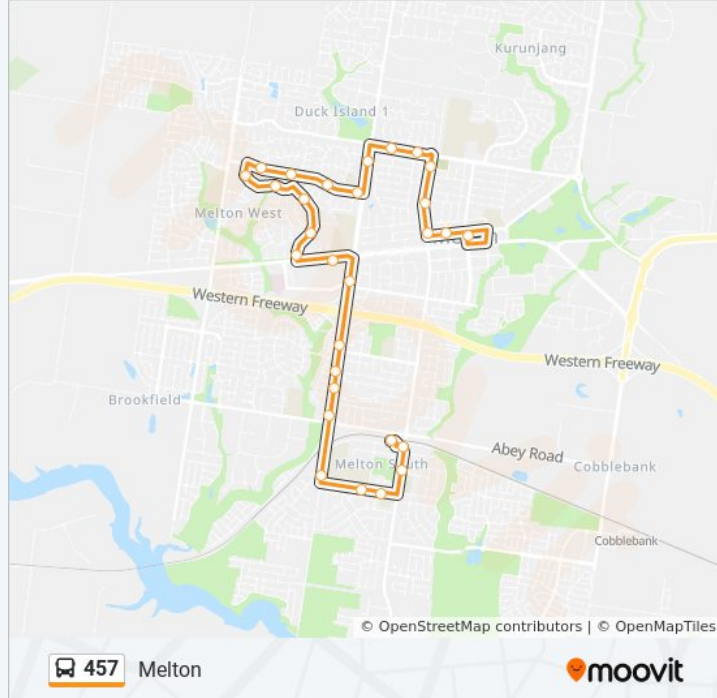 Kurunjang
Duck Island 1
Melton West
Western Freeway
Western Freeway
Brookfield
Abey Road
Melton South
Cobblebank
Cobblebank
© OpenStreetMap contributors | © OpenMapTiles
457 Melton
moovit